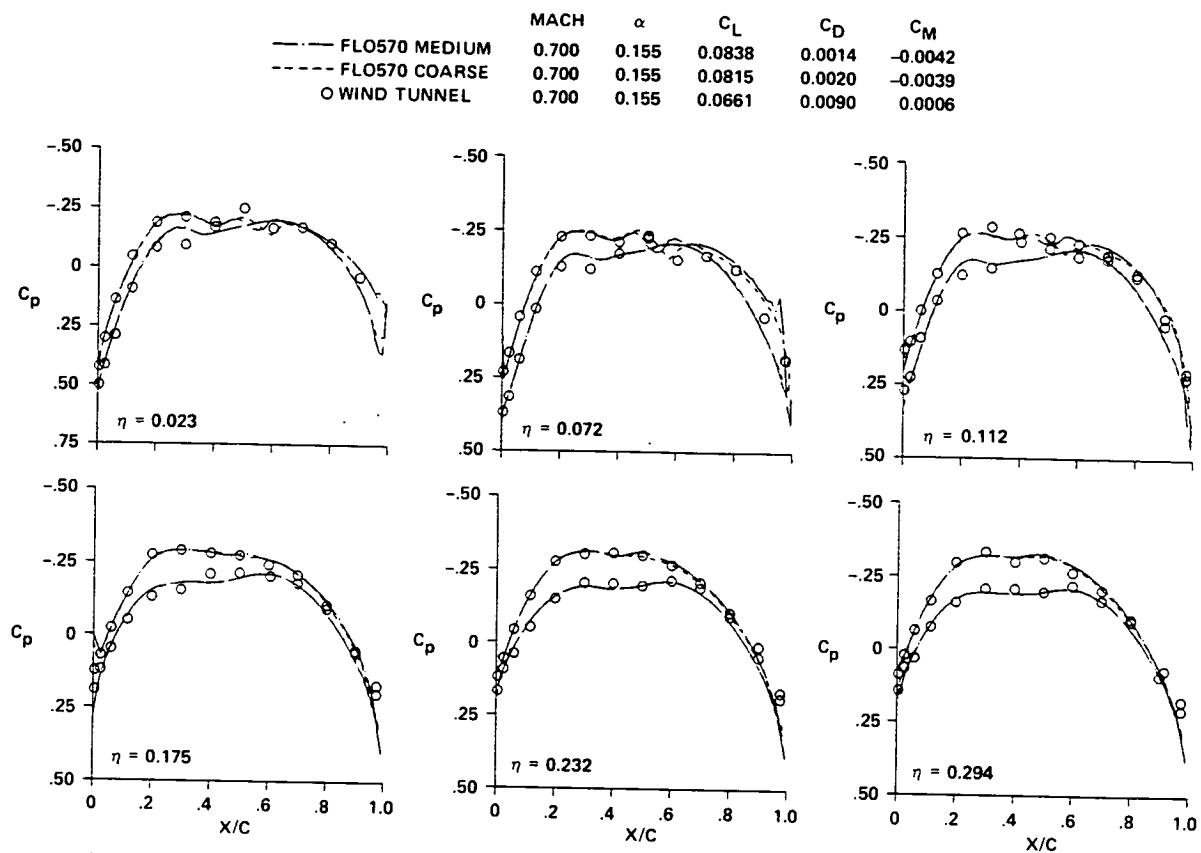 MACH α C_L C_D C_M
FLO570 MEDIUM 0.700 0.155 0.0838 0.0014 −0.0042
FLO570 COARSE 0.700 0.155 0.0815 0.0020 −0.0039
WIND TUNNEL 0.700 0.155 0.0661 0.0090 0.0006
−.50
−.25
0
.25
.50
.75
C_p
η = 0.023
−.50
−.25
0
.25
.50
C_p
η = 0.072
−.50
−.25
0
.25
.50
C_p
η = 0.112
−.50
−.25
0
.25
.50
C_p
η = 0.175
0 .2 .4 .6 .8 1.0
X/C
−.50
−.25
0
.25
.50
C_p
η = 0.232
0 .2 .4 .6 .8 1.0
X/C
−.50
−.25
0
.25
.50
C_p
η = 0.294
0 .2 .4 .6 .8 1.0
X/C